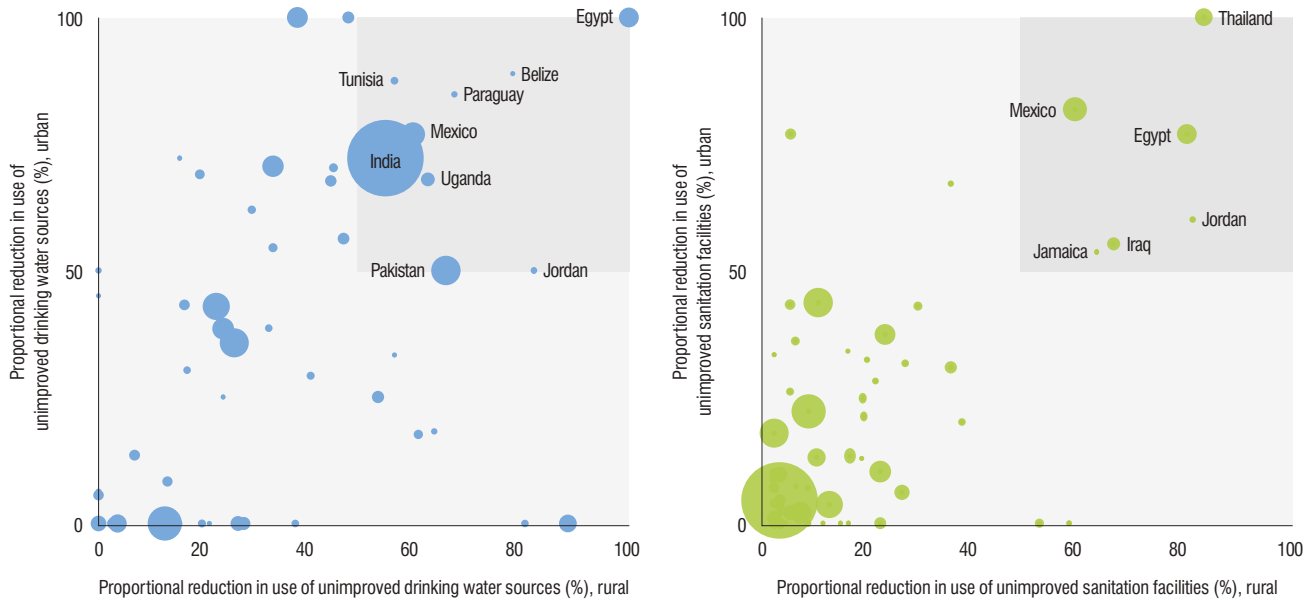 Proportional reduction in use of
unimproved drinking water sources (%), urban
100
50
0
Egypt
Tunisia
Belize
Paraguay
Mexico
India
Uganda
Pakistan
Jordan
0
20
40
60
80
100
Proportional reduction in use of unimproved drinking water sources (%), rural
Proportional reduction in use of
unimproved sanitation facilities (%), urban
100
50
0
Thailand
Mexico
Egypt
Jordan
Iraq
Jamaica
0
20
40
60
80
100
Proportional reduction in use of unimproved sanitation facilities (%), rural